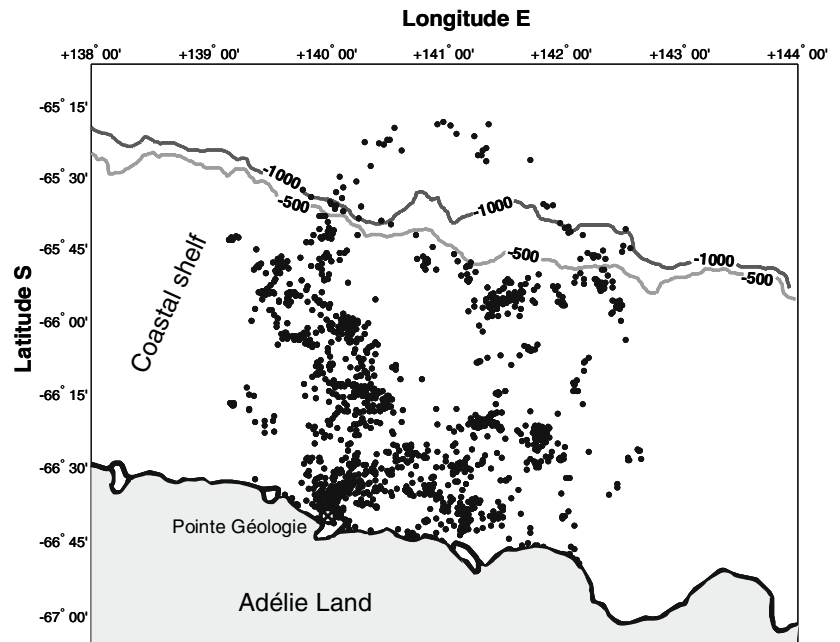 Longitude E
+138° 00' +139° 00' +140° 00' +141° 00' +142° 00' +143° 00' +144° 00'
-65° 15'
-65° 30'
-65° 45'
-66° 00'
-66° 15'
-66° 30'
-66° 45'
-67° 00'
Latitude S
-1000
-500
-1000
-500
-1000
-500
Coastal shelf
Pointe Géologie
Adélie Land